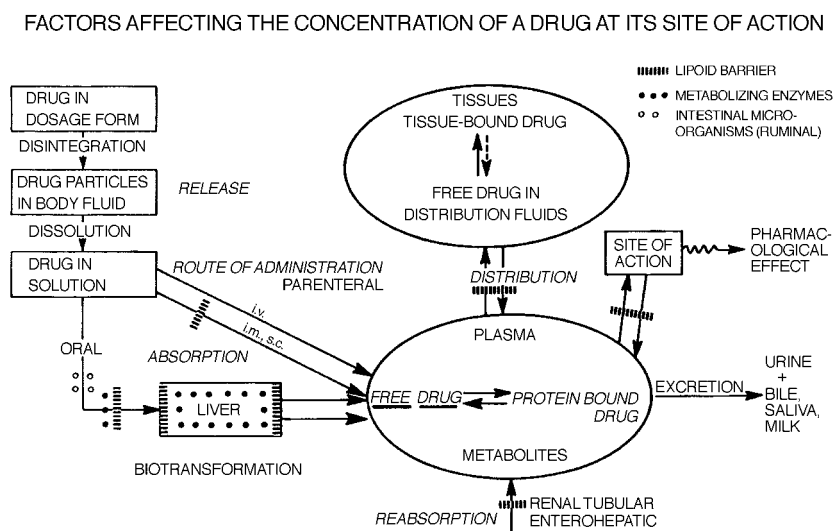 FACTORS AFFECTING THE CONCENTRATION OF A DRUG AT ITS SITE OF ACTION
LIPOID BARRIER
METABOLIZING ENZYMES
INTESTINAL MICRO-
ORGANISMS (RUMINAL)
DRUG IN
DOSAGE FORM
DISINTEGRATION
DRUG PARTICLES
IN BODY FLUID
RELEASE
DISSOLUTION
DRUG IN
SOLUTION
ROUTE OF ADMINISTRATION
PARENTERAL
i.v.
i.m., s.c.
ORAL
ABSORPTION
LIVER
BIOTRANSFORMATION
TISSUES
TISSUE-BOUND DRUG
FREE DRUG IN
DISTRIBUTION FLUIDS
DISTRIBUTION
SITE OF
ACTION
PHARMAC-
OLOGICAL
EFFECT
PLASMA
FREE DRUG
PROTEIN BOUND
DRUG
METABOLITES
EXCRETION
URINE
+
BILE,
SALIVA,
MILK
REABSORPTION
RENAL TUBULAR
ENTEROHEPATIC